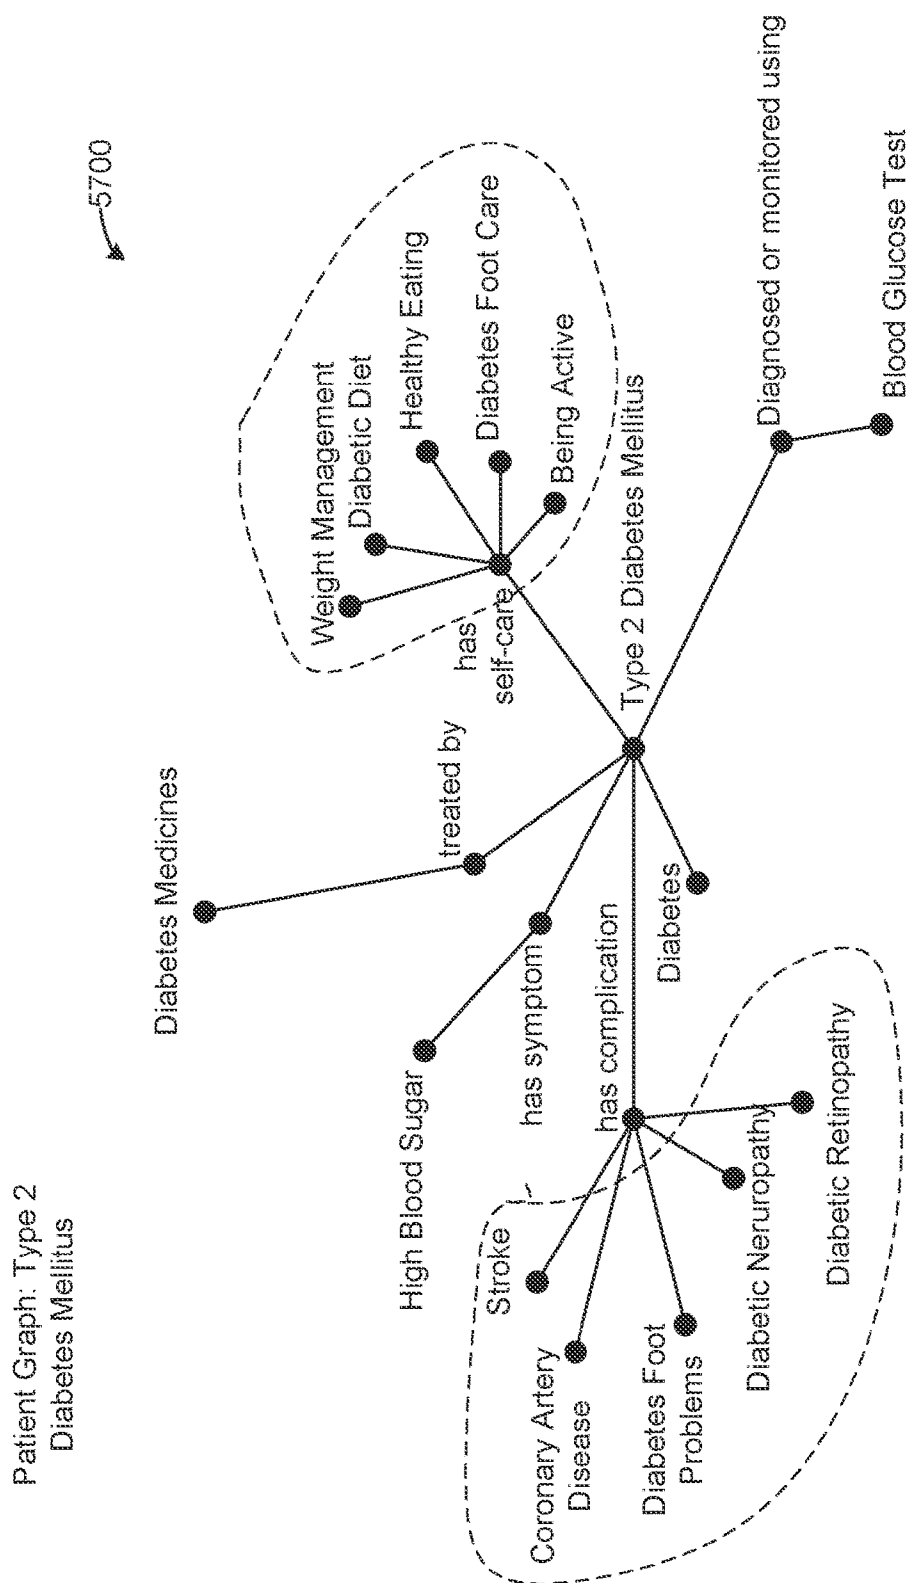 Patient Graph: Type 2
Diabetes Mellitus
5700
Diabetes Medicines
High Blood Sugar
treated by
Weight Management
Diabetic Diet
Healthy Eating
has
self-care
Diabetes Foot Care
Being Active
Stroke
has symptom
Coronary Artery
Disease
has complication
Type 2 Diabetes Mellitus
Diabetes Foot
Problems
Diabetes
Diabetic Neruropathy
Diagnosed or monitored using
Diabetic Retinopathy
Blood Glucose Test